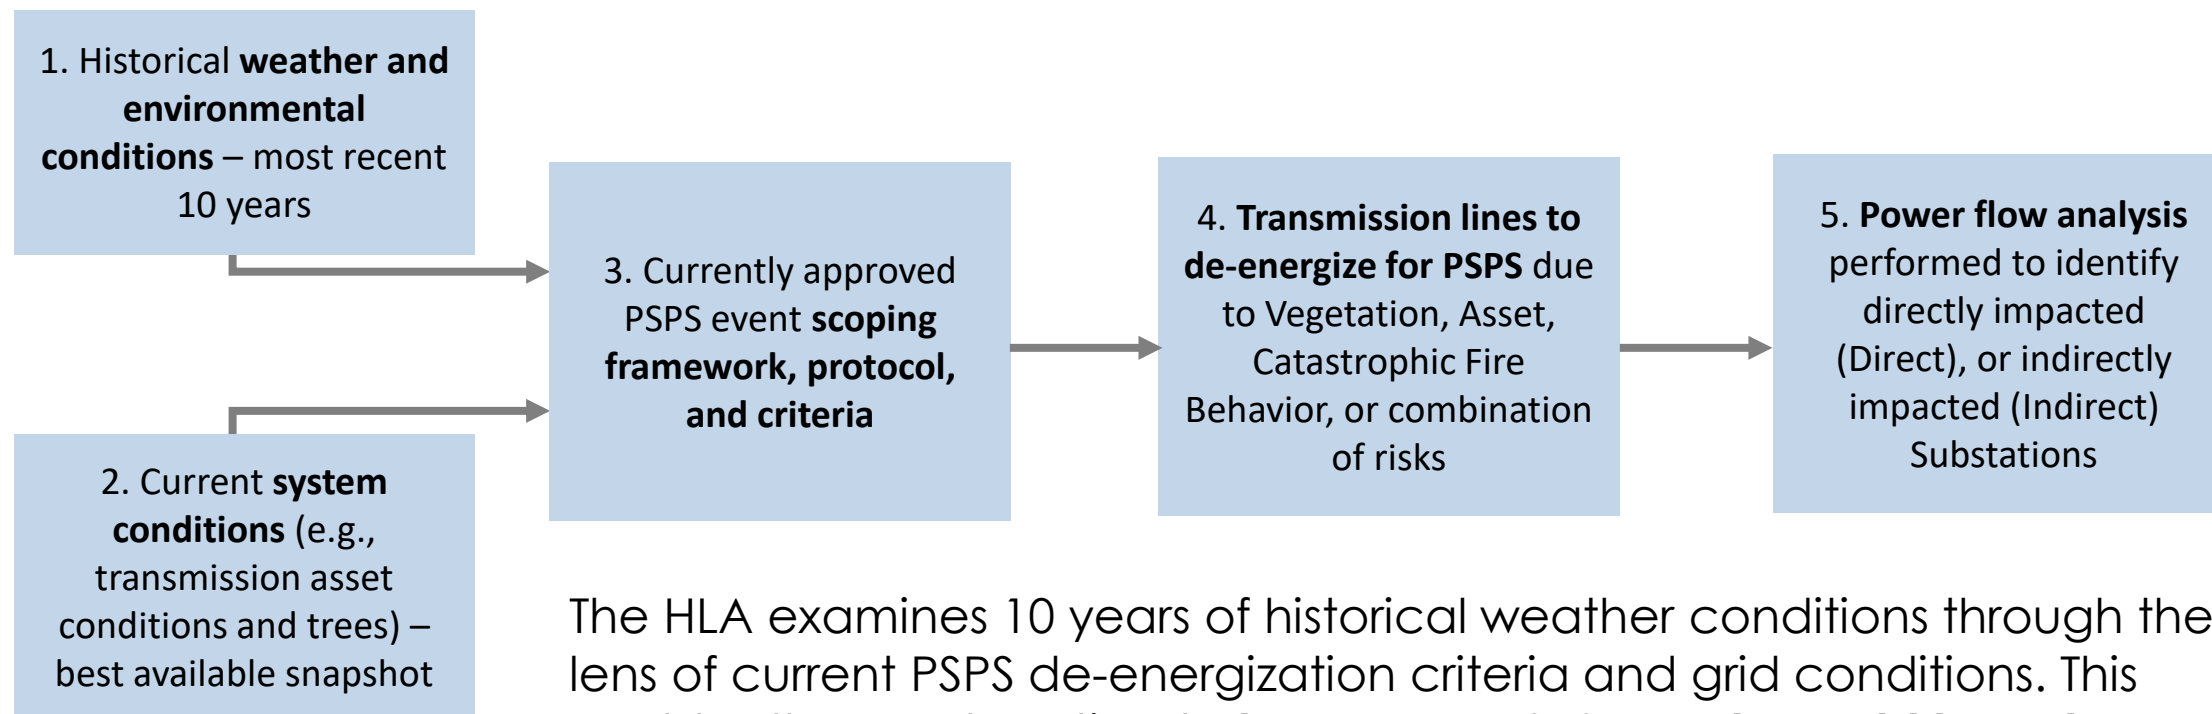 1. Historical weather and
environmental
conditions – most recent
10 years
2. Current system
conditions (e.g.,
transmission asset
conditions and trees) –
best available snapshot
3. Currently approved
PSPS event scoping
framework, protocol,
and criteria
4. Transmission lines to
de-energize for PSPS due
to Vegetation, Asset,
Catastrophic Fire
Behavior, or combination
of risks
5. Power flow analysis
performed to identify
directly impacted
(Direct), or indirectly
impacted (Indirect)
Substations
The HLA examines 10 years of historical weather conditions through the
lens of current PSPS de-energization criteria and grid conditions. This